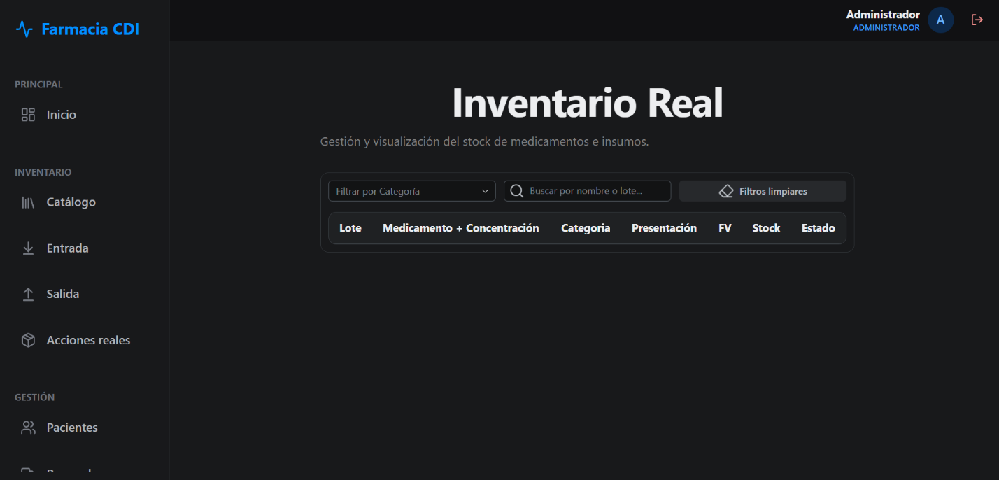 Farmacia CDI
Administrador
ADMINISTRADOR
A
PRINCIPAL
Inicio
INVENTARIO
Catálogo
Entrada
Salida
Acciones reales
GESTIÓN
Pacientes
Inventario Real
Gestión y visualización del stock de medicamentos e insumos.
Filtrar por Categoría
Buscar por nombre o lote...
Filtros limpiares
Lote Medicamento + Concentración Categoria Presentación FV Stock Estado